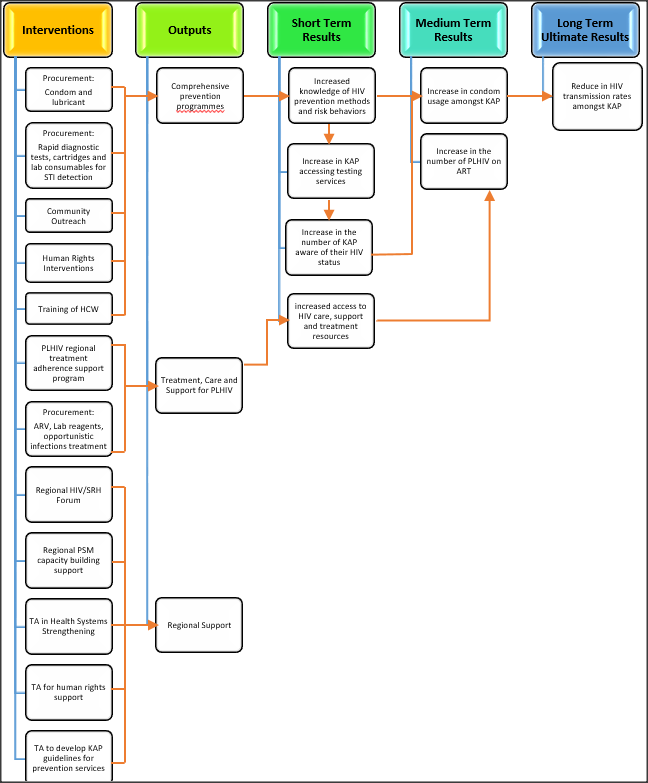 Interventions
Outputs
Short Term
Results
Medium Term
Results
Long Term
Ultimate Results
Procurement:
Condom and
lubricant
Procurement:
Rapid diagnostic
tests, cartridges and
lab consumables for
STI detection
Community
Outreach
Human Rights
Interventions
Training of HCW
PLHIV regional
treatment
adherence support
program
Procurement:
ARV, Lab reagents,
opportunistic
infections treatment
Regional HIV/SRH
Forum
Regional PSM
capacity building
support
TA in Health Systems
Strengthening
TA for human rights
support
TA to develop KAP
guidelines for
prevention services
Comprehensive
prevention
programmes
Treatment, Care and
Support for PLHIV
Regional Support
Increased
knowledge of HIV
prevention methods
and risk behaviors
Increase in KAP
accessing testing
services
Increase in the
number of KAP
aware of their HIV
status
increased access to
HIV care, support
and treatment
resources
Increase in condom
usage amongst KAP
Increase in the
number of PLHIV on
ART
Reduce in HIV
transmission rates
amongst KAP